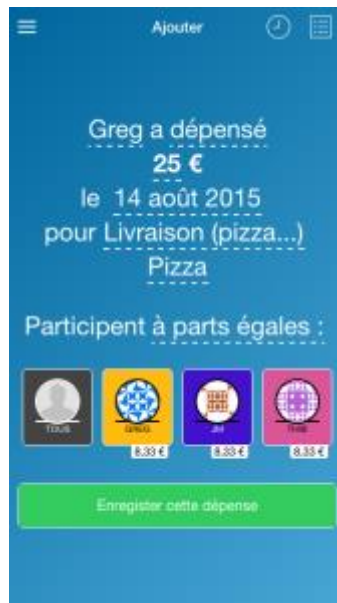 Ajouter
Greg a dépensé
25 €
le 14 août 2015
pour Livraison (pizza...)
Pizza
Participent à parts égales :
TOUS GREG JM
8,33 € 8,33 € 8,33 €
Enregister cette dépense